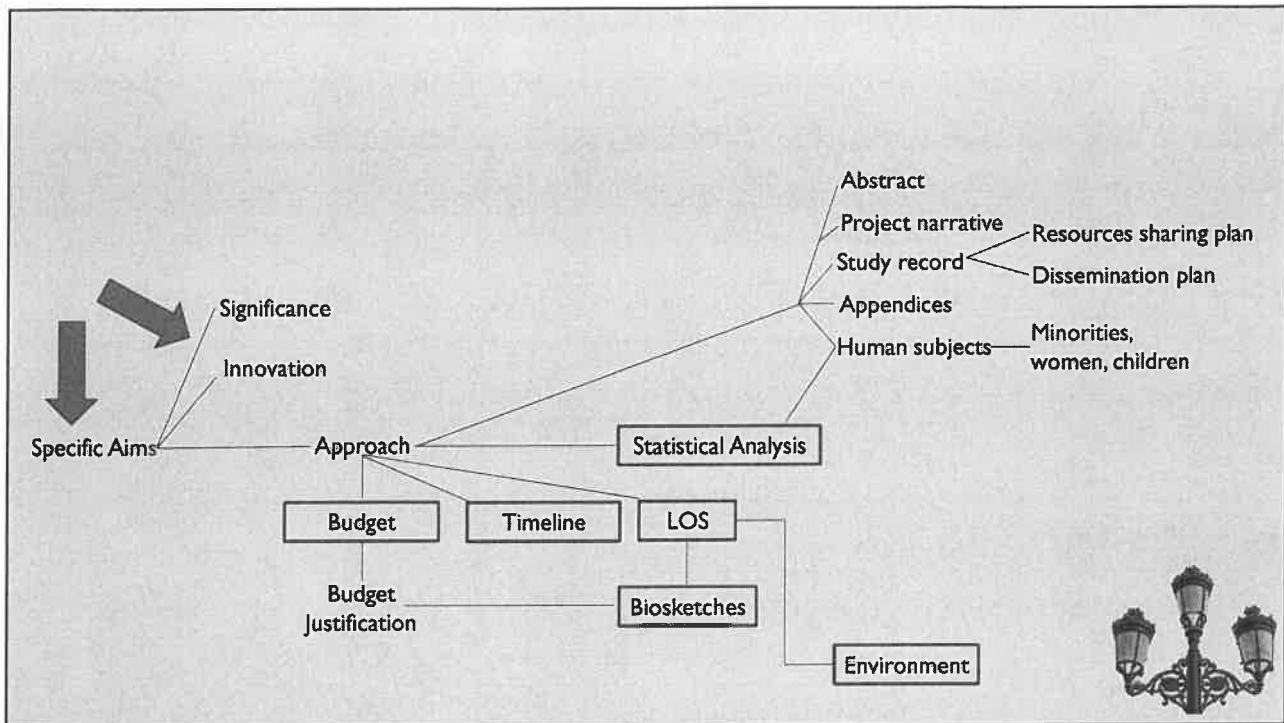 Abstract
Project narrative
Resources sharing plan
Study record
Dissemination plan
Significance
Appendices
Human subjects
Minorities,
women, children
Innovation
Specific Aims
Approach
Statistical Analysis
Budget
Timeline
LOS
Budget
Justification
Biosketches
Environment